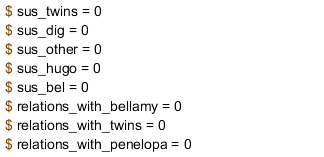 $ sus_twins = 0
$ sus_dig = 0
$ sus_other = 0
$ sus_hugo = 0
$ sus_bel = 0
$ relations_with_bellamy = 0
$ relations_with_twins = 0
$ relations_with_penelopa = 0